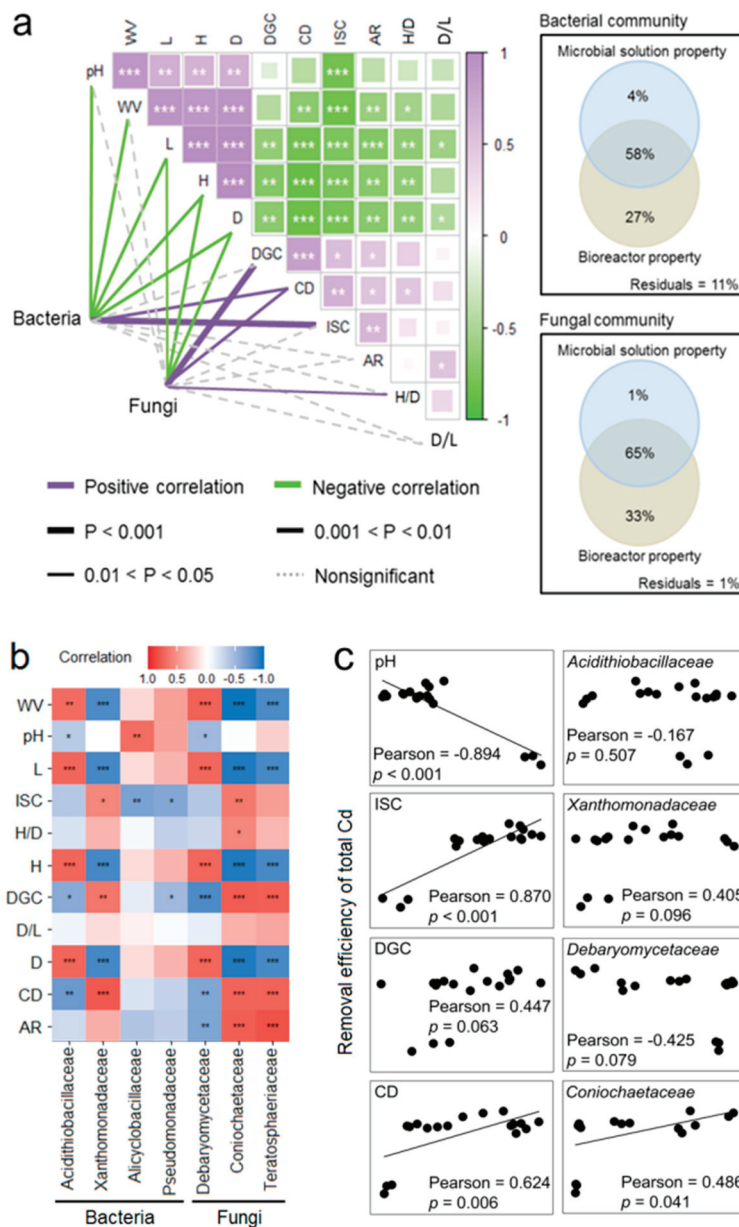 a
WV L H D DGC CD ISC AR H/D D/L
pH *** ** ** ** ***
WV *** *** *** ** *** ** *
L *** *** ** *** *** *** ** *
H *** ** *** *** ** **
D ** *** *** ** ** *
DGC *** * *
CD ** * *
ISC **
AR *
H/D
D/L
1
0.5
0
-0.5
-1
Bacteria
Fungi
Positive correlation
Negative correlation
P < 0.001
0.001 < P < 0.01
0.01 < P < 0.05
Nonsignificant
Bacterial community
Microbial solution property
4%
58%
27%
Bioreactor property
Residuals = 11%
Fungal community
Microbial solution property
1%
65%
33%
Bioreactor property
Residuals = 1%
b
Correlation
1.0 0.5 0 -0.5 -1.0
WV ** *** ** *** ***
pH * ** *
L *** *** *** *** ***
ISC * ** * **
H/D *
H *** *** *** *** ***
DGC * ** * *** *** ***
D/L
D *** *** *** *** ***
CD ** *** ** *** ***
AR ** *** ***
Acidithiobacillaceae
Xanthomonadaceae
Alicyclobacillaceae
Pseudomonadaceae
Debaryomycetaceae
Coniochaetaceae
Teratosphaeriaceae
Bacteria
Fungi
c
Removal efficiency of total Cd
pH
Pearson = -0.894
p < 0.001
Acidithiobacillaceae
Pearson = -0.167
p = 0.507
ISC
Pearson = 0.870
p < 0.001
Xanthomonadaceae
Pearson = 0.405
p = 0.096
DGC
Pearson = 0.447
p = 0.063
Debaryomycetaceae
Pearson = -0.425
p = 0.079
CD
Pearson = 0.624
p = 0.006
Coniochaetaceae
Pearson = 0.486
p = 0.041